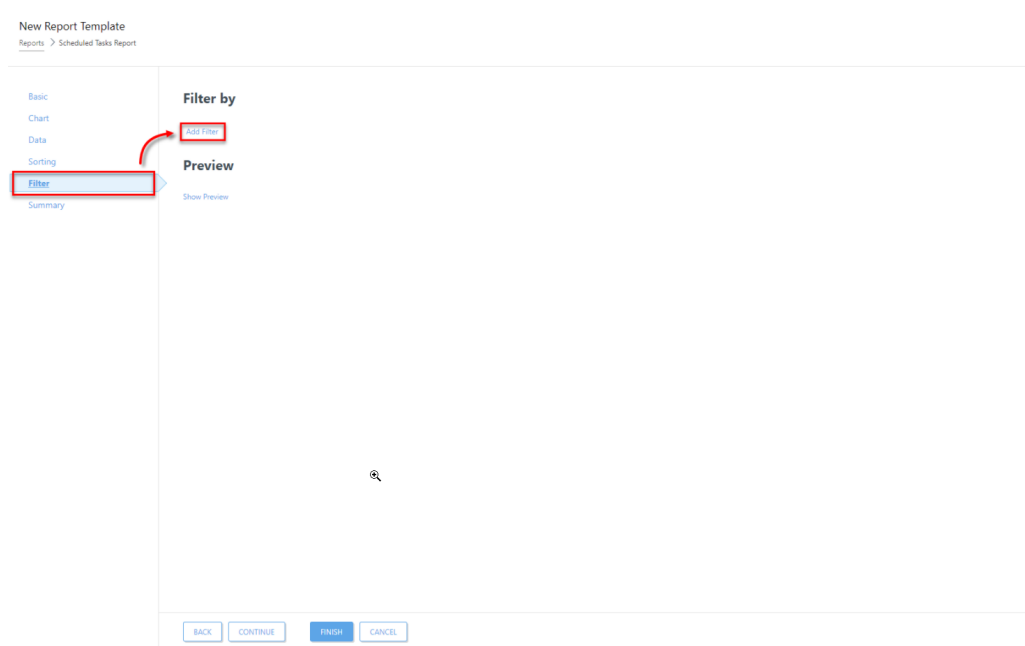 New Report Template
Reports > Scheduled Tasks Report
Basic
Chart
Data
Sorting
Filter
Summary
Filter by
Add Filter
Preview
Show Preview
BACK CONTINUE FINISH CANCEL